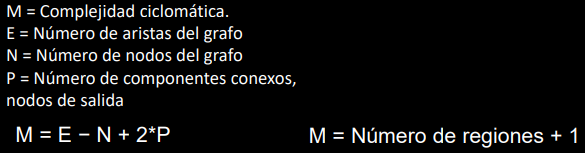 M = Complejidad ciclomática.
E = Número de aristas del grafo
N = Número de nodos del grafo
P = Número de componentes conexos,
nodos de salida
M = E − N + 2*P
M = Número de regiones + 1